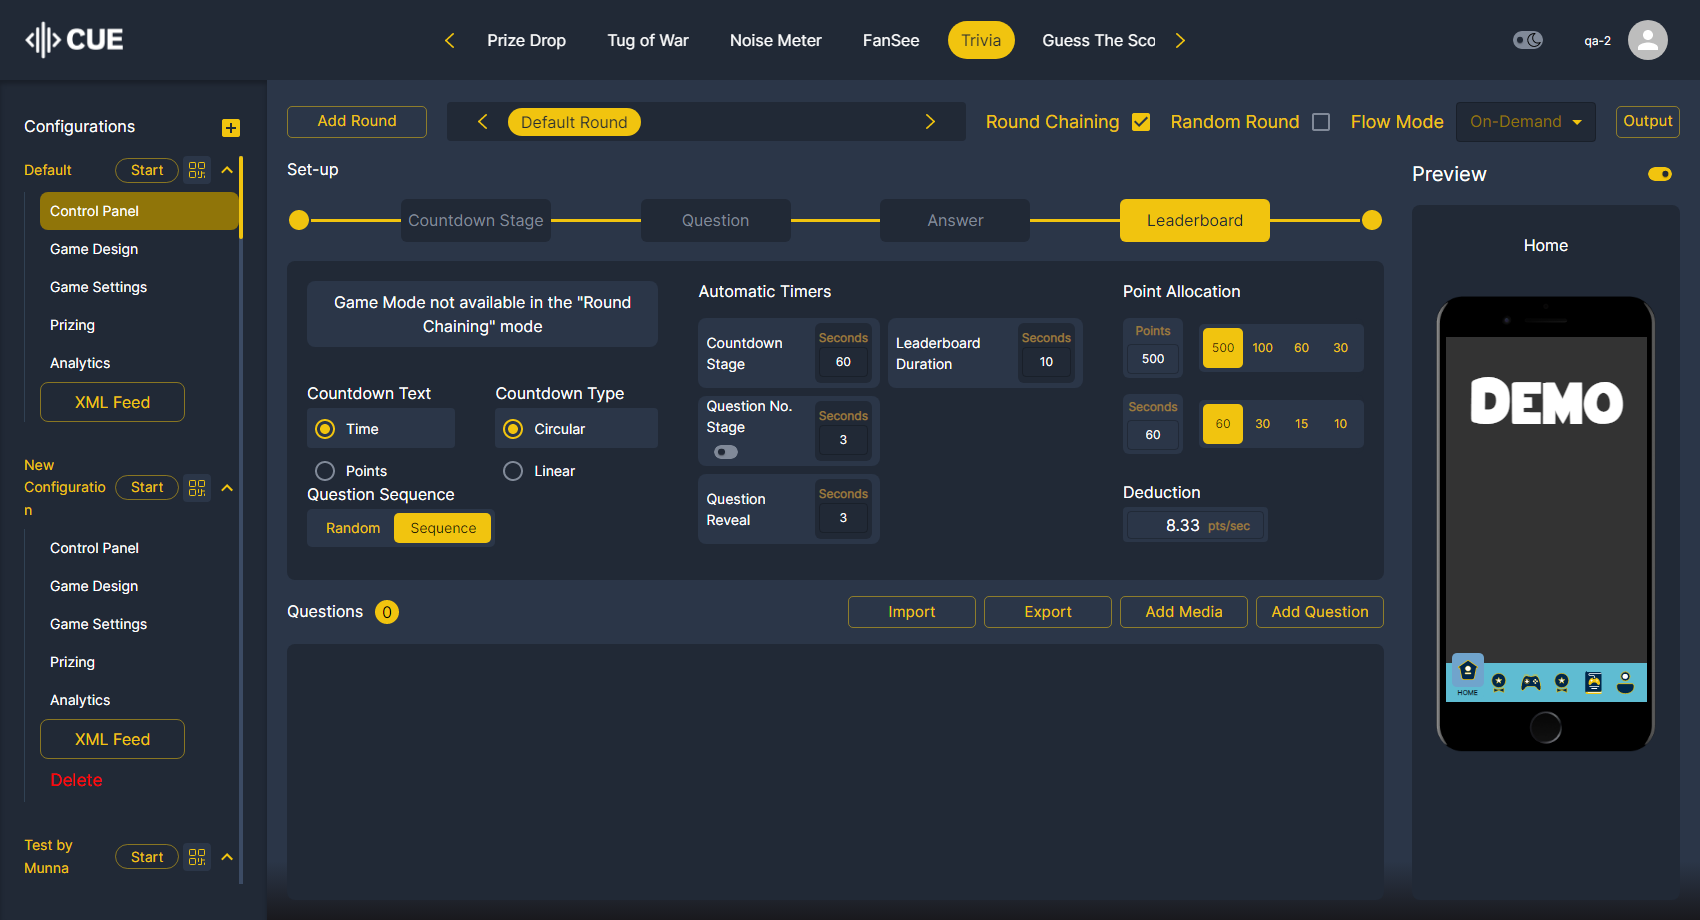 CUE
Prize Drop
Tug of War
Noise Meter
FanSee
Trivia
Guess The Sco
qa-2
Configurations
Default
Start
Control Panel
Game Design
Game Settings
Prizing
Analytics
XML Feed
New
Configuratio
n
Start
Control Panel
Game Design
Game Settings
Prizing
Analytics
XML Feed
Delete
Test by
Munna
Start
Add Round
Default Round
Round Chaining
Random Round
Flow Mode
On-Demand
Output
Set-up
Countdown Stage
Question
Answer
Leaderboard
Game Mode not available in the "Round
Chaining" mode
Countdown Text
Time
Points
Countdown Type
Circular
Linear
Question Sequence
Random
Sequence
Automatic Timers
Countdown
Stage
Seconds
60
Leaderboard
Duration
Seconds
10
Question No.
Stage
Seconds
3
Question
Reveal
Seconds
3
Point Allocation
Points
500
500
100
60
30
Seconds
60
60
30
15
10
Deduction
8.33 pts/sec
Questions 0
Import
Export
Add Media
Add Question
Preview
Home
DEMO
HOME